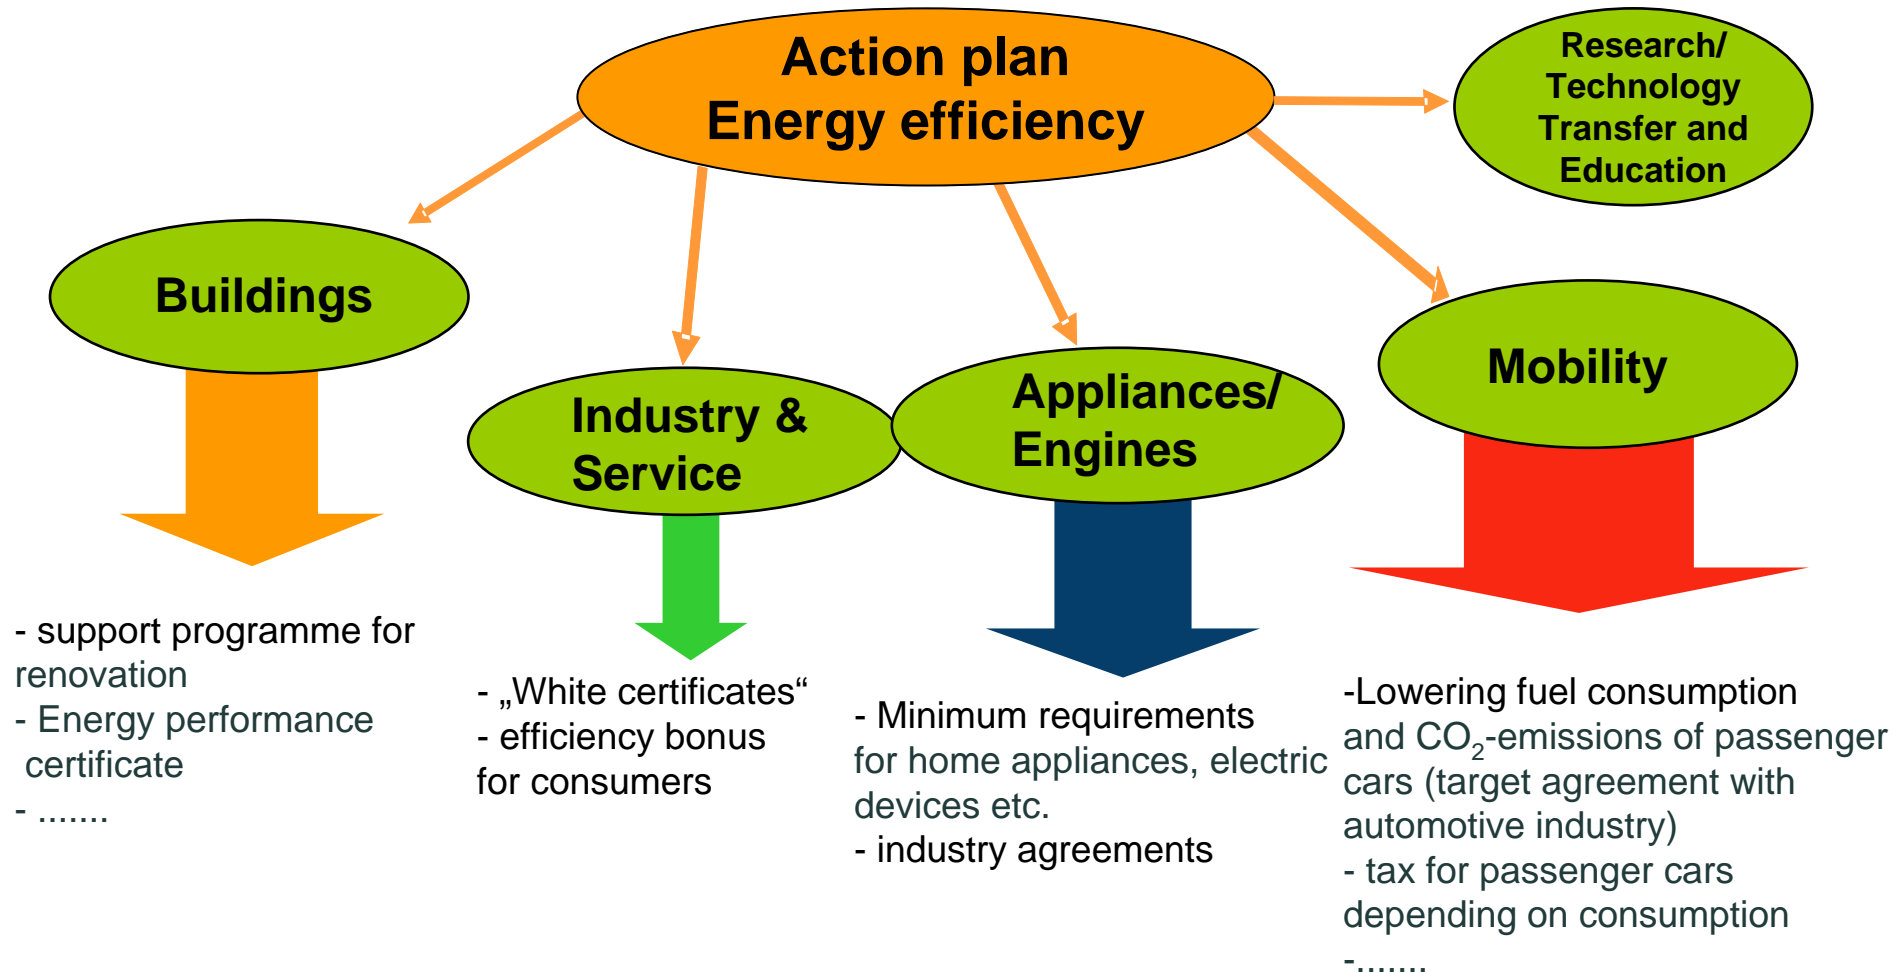 Action plan
Energy efficiency
Research/
Technology
Transfer and
Education
Buildings
Industry &
Service
Appliances/
Engines
Mobility
- support programme for
renovation
- Energy performance
certificate
- .......
- „White certificates“
- efficiency bonus
for consumers
- Minimum requirements
for home appliances, electric
devices etc.
- industry agreements
-Lowering fuel consumption
and CO₂-emissions of passenger
cars (target agreement with
automotive industry)
- tax for passenger cars
depending on consumption
-.......